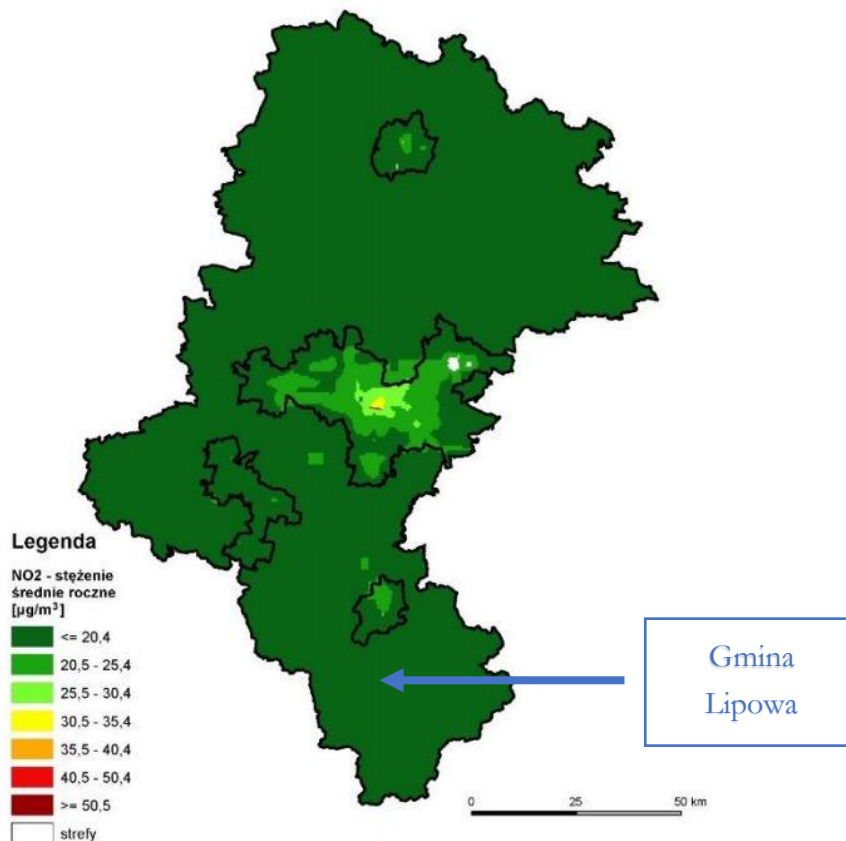 Legenda
NO2 - stężenie
średnie roczne
[µg/m³]
<= 20,4
20,5 - 25,4
25,5 - 30,4
30,5 - 35,4
35,5 - 40,4
40,5 - 50,4
>= 50,5
strefy
Gmina
Lipowa
0 25 50 km